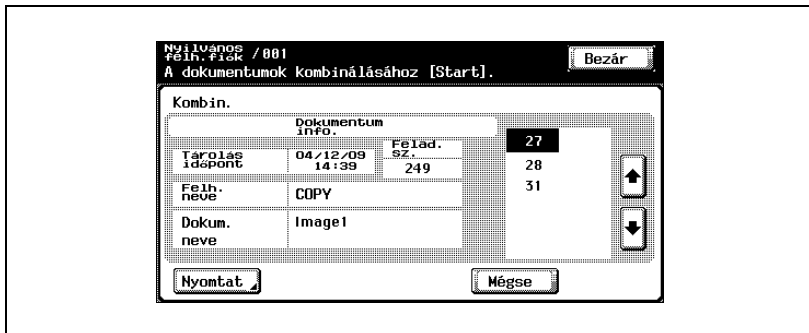 Nyilvános
felh.fiók /001
Bezár
A dokumentumok kombinálásához [Start].
Kombin.
Dokumentum
info.
Tárolás
időpont
04/12/09
14:39
Felad.
sz.
249
Felh.
neve
COPY
Dokum.
neve
Image1
27
28
31
Nyomtat
Mégse